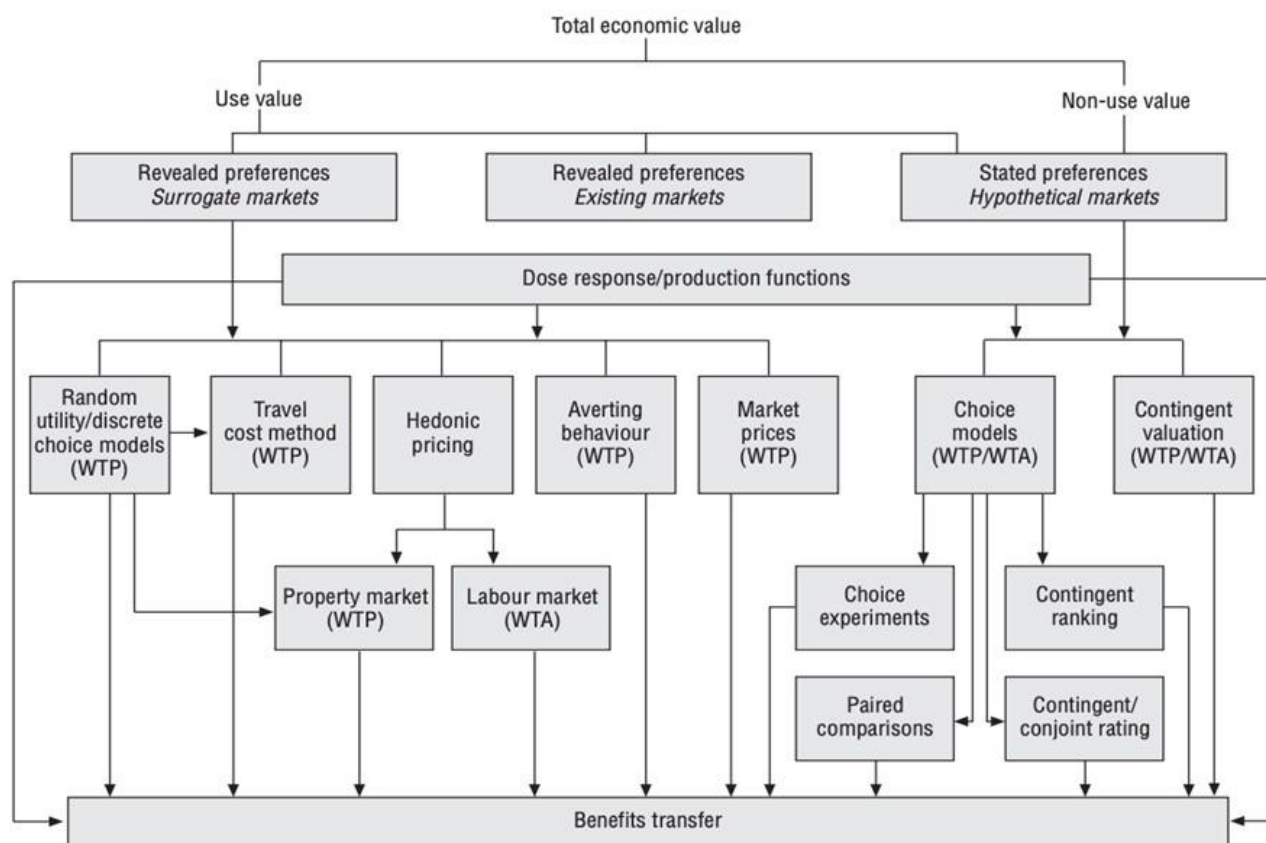 Total economic value
Use value
Non-use value
Revealed preferences
Surrogate markets
Revealed preferences
Existing markets
Stated preferences
Hypothetical markets
Dose response/production functions
Random
utility/discrete
choice models
(WTP)
Travel
cost method
(WTP)
Hedonic
pricing
Averting
behaviour
(WTP)
Market
prices
(WTP)
Choice
models
(WTP/WTA)
Contingent
valuation
(WTP/WTA)
Property market
(WTP)
Labour market
(WTA)
Choice
experiments
Contingent
ranking
Paired
comparisons
Contingent/
conjoint rating
Benefits transfer